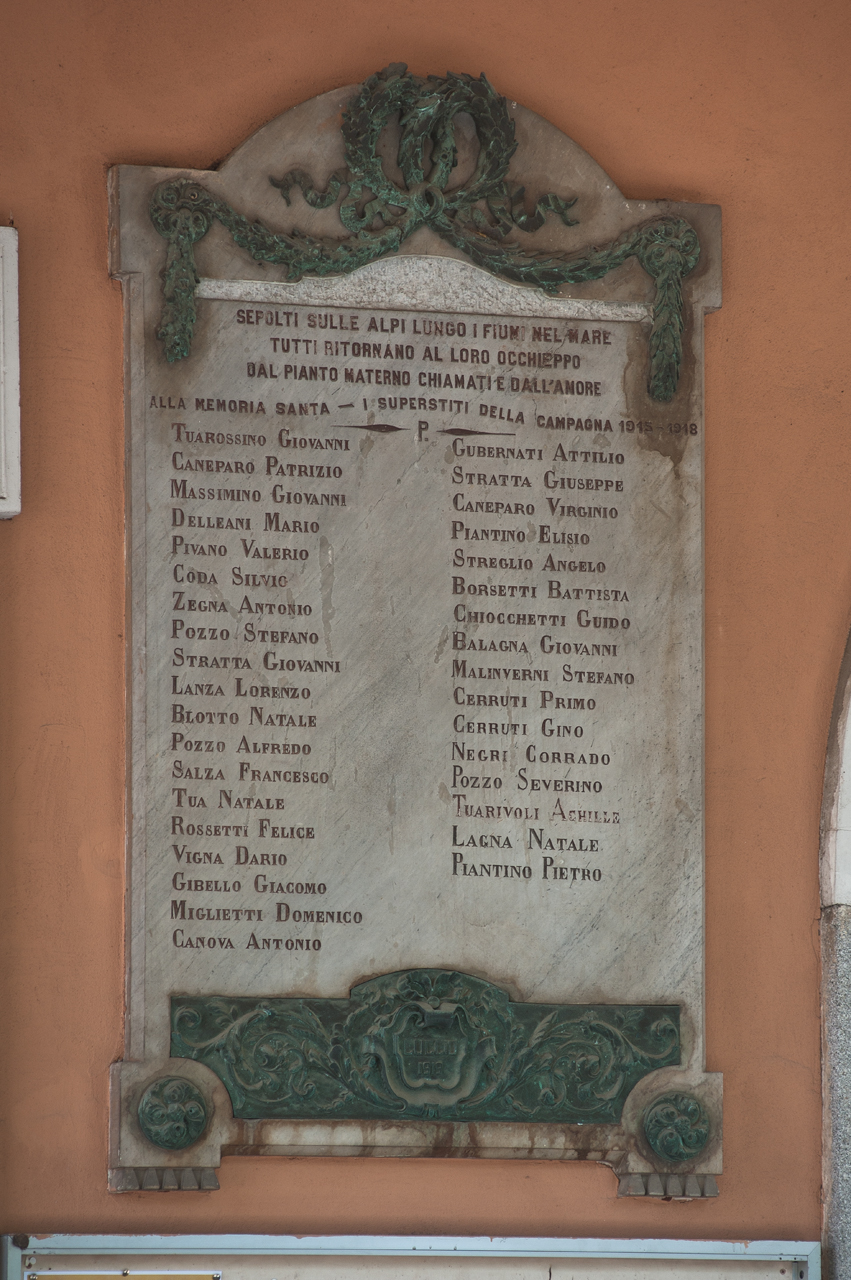 SEPOLTI SULLE ALPI LUNGO I FIUMI NEL MARE
TUTTI RITORNANO AL LORO OCCHIEPPO
DAL PIANTO MATERNO CHIAMATI E DALL'AMORE
ALLA MEMORIA SANTA — I SUPERSTITI DELLA CAMPAGNA 1915-1918
P.
TUAROSSINO GIOVANNI
CANEPARO PATRIZIO
MASSIMINO GIOVANNI
DELLEANI MARIO
PIVANO VALERIO
CODA SILVIO
ZEGNA ANTONIO
POZZO STEFANO
STRATTA GIOVANNI
LANZA LORENZO
BLOTTO NATALE
POZZO ALFREDO
SALZA FRANCESCO
TUA NATALE
ROSSETTI FELICE
VIGNA DARIO
GIBELLO GIACOMO
MIGLIETTI DOMENICO
CANOVA ANTONIO
GUBERNATI ATTILIO
STRATTA GIUSEPPE
CANEPARO VIRGINIO
PIANTINO ELISIO
STREGLIO ANGELO
BORSETTI BATTISTA
CHIOCCHETTI GUIDO
BALAGNA GIOVANNI
MALINVERNI STEFANO
CERRUTI PRIMO
CERRUTI GINO
NEGRI CORRADO
POZZO SEVERINO
TUARIVOLI ACHILLE
LAGNA NATALE
PIANTINO PIETRO